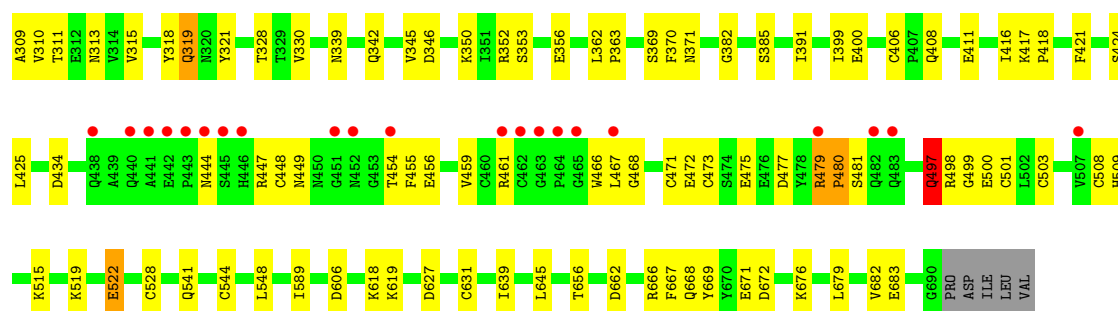 A309 V310 T311 E312 N313 V314 V315 Y318 Q319 N320 Y321 T328 T329 V330 N339 Q342 V345 D346 K350 I351 R352 S353 E356 L362 P363 S369 F370 N371 G382 S385 I391 I399 E400 C406 P407 Q408 E411 I416 K417 P418 F421 S424
L425 D434 Q438 A439 Q440 A441 E442 P443 N444 S445 H446 R447 C448 N449 N450 G451 N452 G453 T454 F455 E456 V459 C460 R461 C462 G463 P464 G465 W466 L467 G468 C471 E472 C473 S474 E475 E476 D477 Y478 R479 P480 S481 Q482 Q483 Q497 R498 G499 E500 C501 L502 C503 V507 C508 H509
K515 K519 E522 C528 Q541 C544 L548 I589 D606 K618 K619 D627 C631 I639 L645 T656 D662 R666 F667 Q668 Y669 Y670 E671 D672 K676 L679 V682 E683 G690 PRO ASP ILE LEU VAL